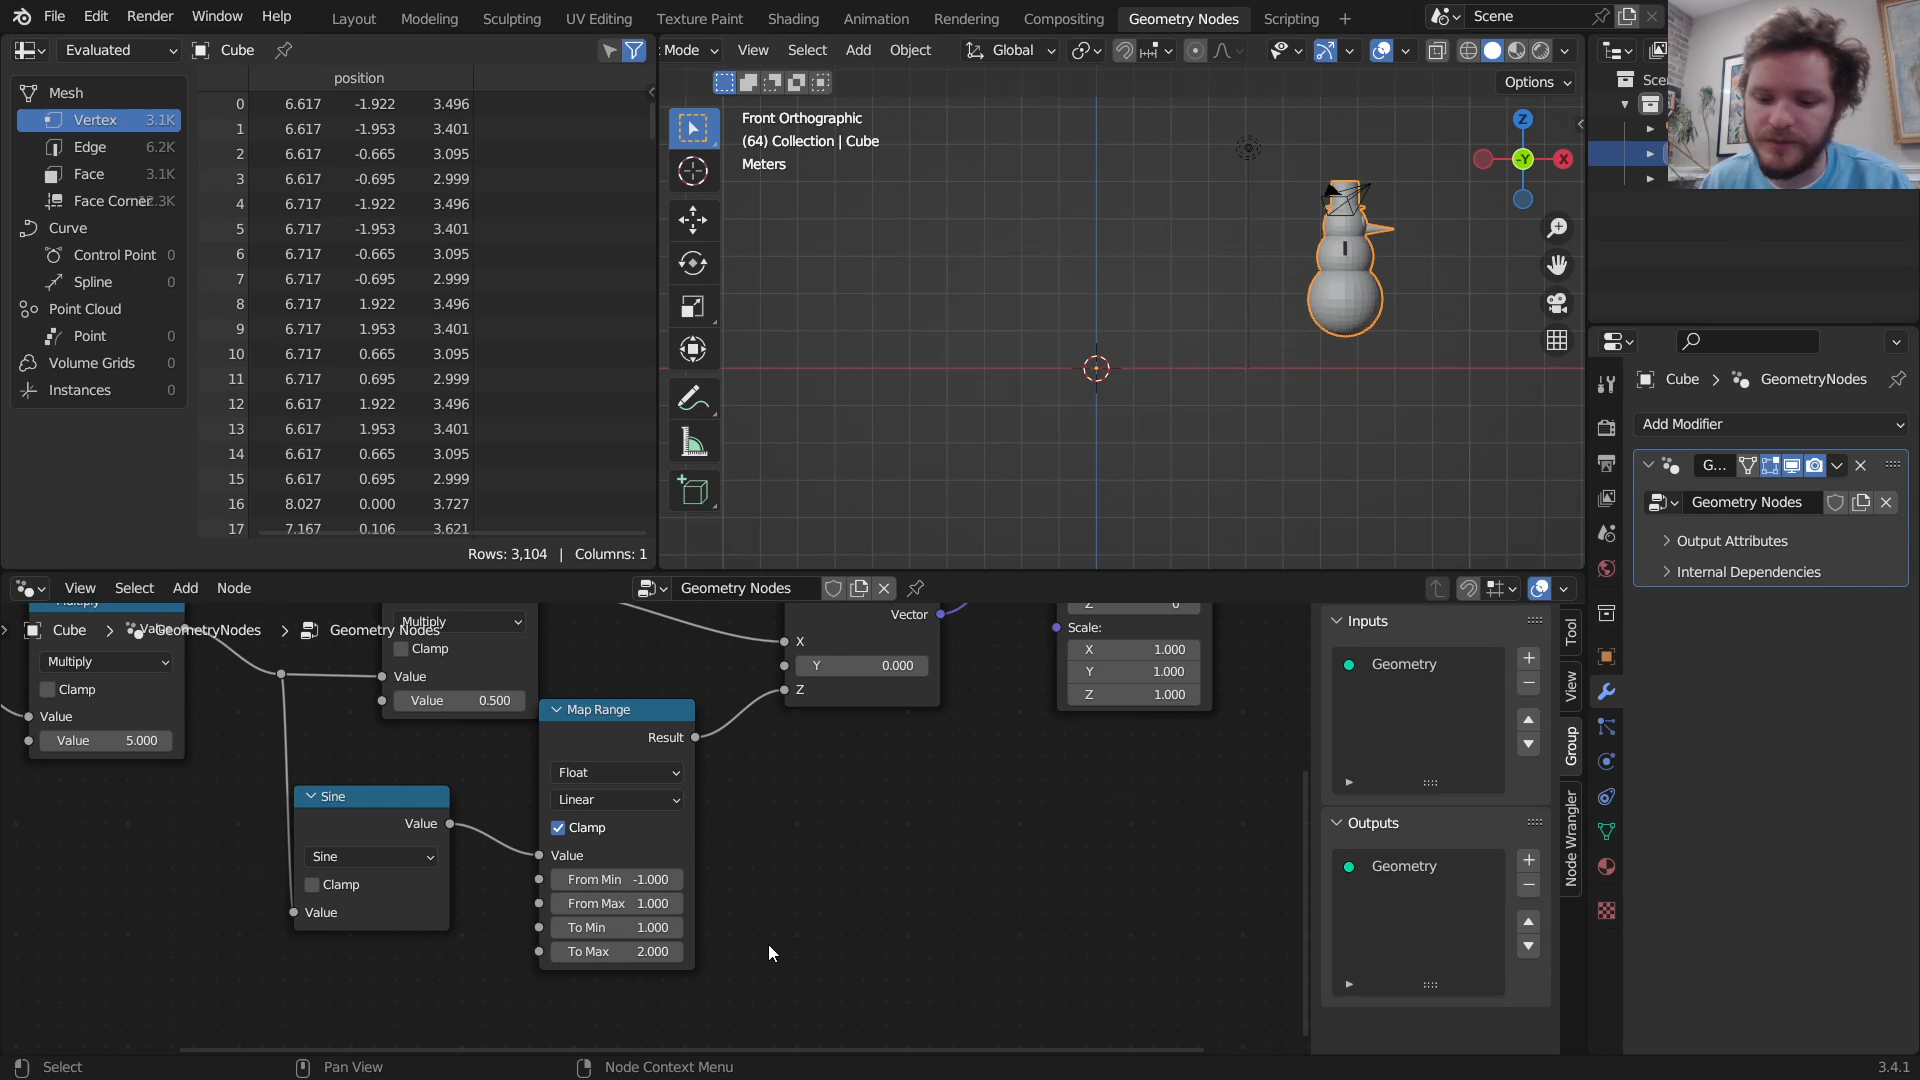 File Edit Render Window Help
Layout Modeling Sculpting UV Editing Texture Paint Shading Animation Rendering Compositing Geometry Nodes Scripting
Scene
Evaluated Cube
Mode View Select Add Object Global
Options
position
Mesh
Vertex 3.1K
Edge 6.2K
Face 3.1K
Face Corner 12.3K
Curve
Control Point 0
Spline 0
Point Cloud
Point 0
Volume Grids 0
Instances 0
0 6.617 -1.922 3.496
1 6.617 -1.953 3.401
2 6.617 -0.665 3.095
3 6.617 -0.695 2.999
4 6.717 -1.922 3.496
5 6.717 -1.953 3.401
6 6.717 -0.665 3.095
7 6.717 -0.695 2.999
8 6.717 1.922 3.496
9 6.717 1.953 3.401
10 6.717 0.665 3.095
11 6.717 0.695 2.999
12 6.617 1.922 3.496
13 6.617 1.953 3.401
14 6.617 0.665 3.095
15 6.617 0.695 2.999
16 8.027 0.000 3.727
17 7.167 0.106 3.621
Rows: 3,104 | Columns: 1
Front Orthographic
(64) Collection | Cube
Meters
Z
-Y
X
Cube > GeometryNodes
Add Modifier
G...
Geometry Nodes
Output Attributes
Internal Dependencies
View Select Add Node
Geometry Nodes
Cube > GeometryNodes > Geometry Nodes
Multiply
Clamp
Value
Value 5.000
Multiply
Clamp
Value
Value 0.500
Sine
Value
Sine
Clamp
Value
Map Range
Result
Float
Linear
Clamp
Value
From Min -1.000
From Max 1.000
To Min 1.000
To Max 2.000
Vector
X
Y 0.000
Z
Scale:
X 1.000
Y 1.000
Z 1.000
Inputs
Geometry
Outputs
Geometry
Tool
View
Group
Node Wrangler
Select
Pan View
Node Context Menu
3.4.1